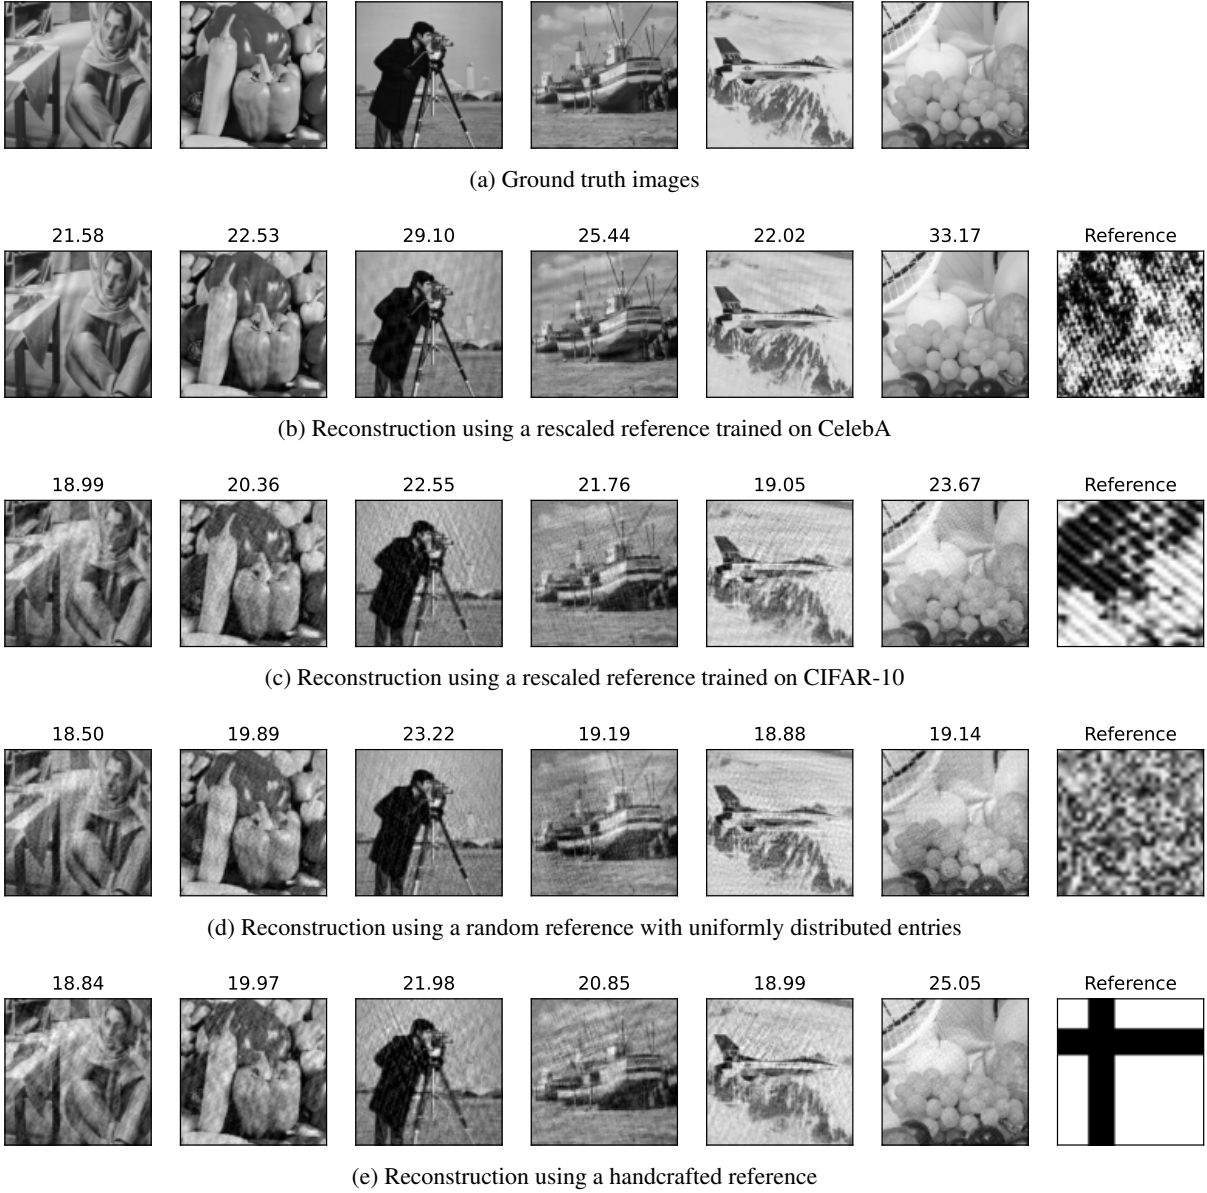 (a) Ground truth images
21.58 22.53 29.10 25.44 22.02 33.17 Reference
(b) Reconstruction using a rescaled reference trained on CelebA
18.99 20.36 22.55 21.76 19.05 23.67 Reference
(c) Reconstruction using a rescaled reference trained on CIFAR-10
18.50 19.89 23.22 19.19 18.88 19.14 Reference
(d) Reconstruction using a random reference with uniformly distributed entries
18.84 19.97 21.98 20.85 18.99 25.05 Reference
(e) Reconstruction using a handcrafted reference